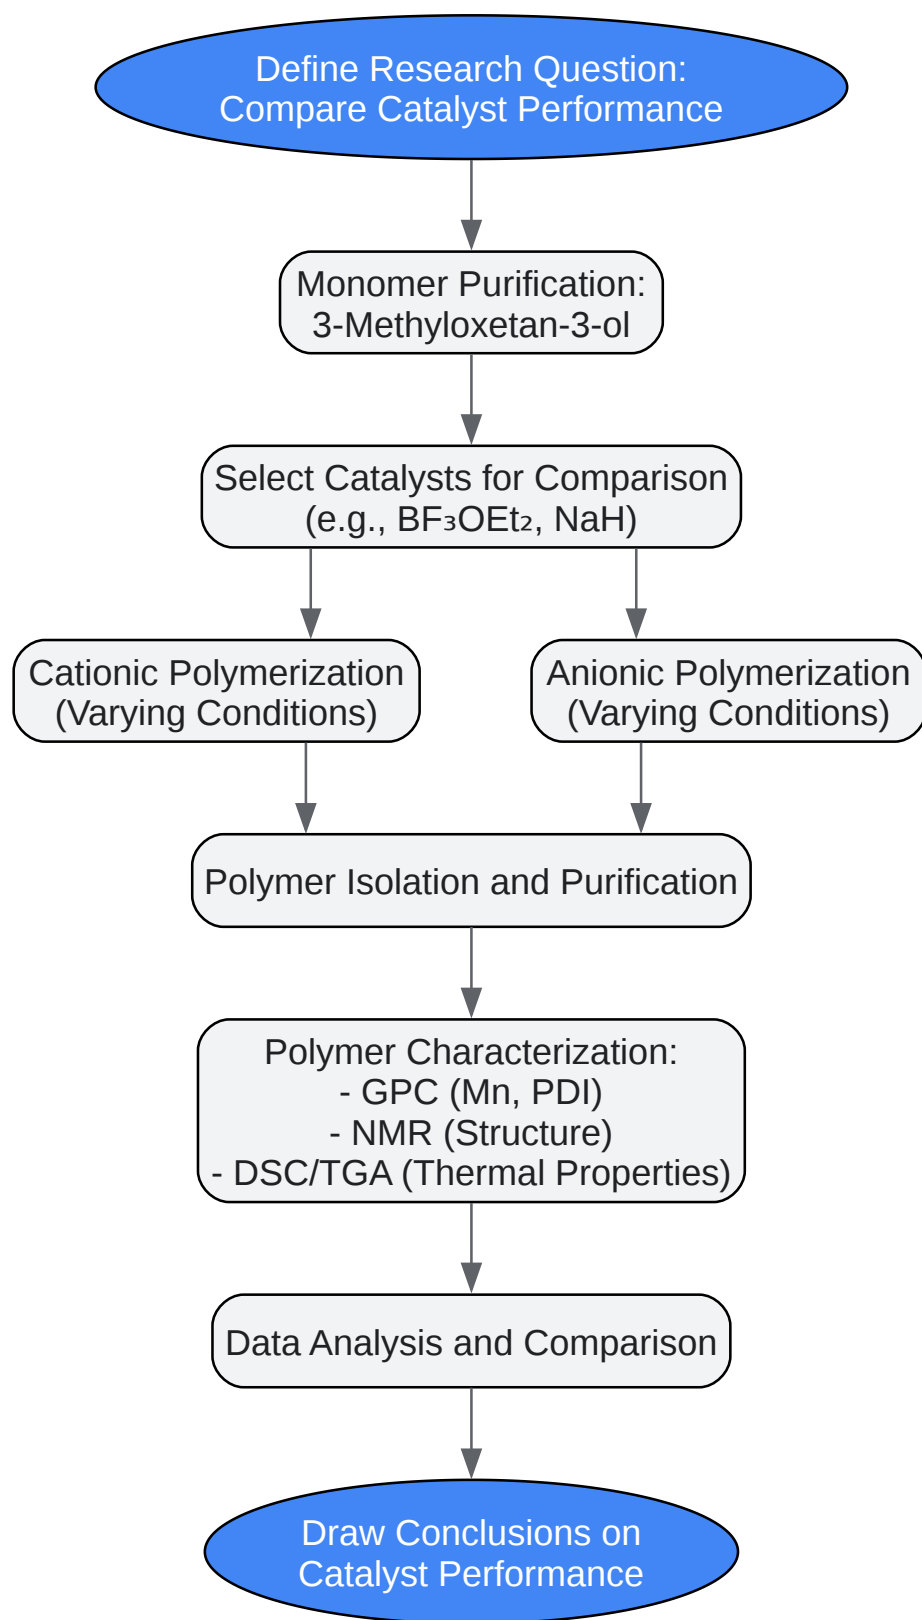 Define Research Question:
Compare Catalyst Performance
Monomer Purification:
3-Methyloxetan-3-ol
Select Catalysts for Comparison
(e.g., BF₃OEt₂, NaH)
Cationic Polymerization
(Varying Conditions)
Anionic Polymerization
(Varying Conditions)
Polymer Isolation and Purification
Polymer Characterization:
- GPC (Mn, PDI)
- NMR (Structure)
- DSC/TGA (Thermal Properties)
Data Analysis and Comparison
Draw Conclusions on
Catalyst Performance